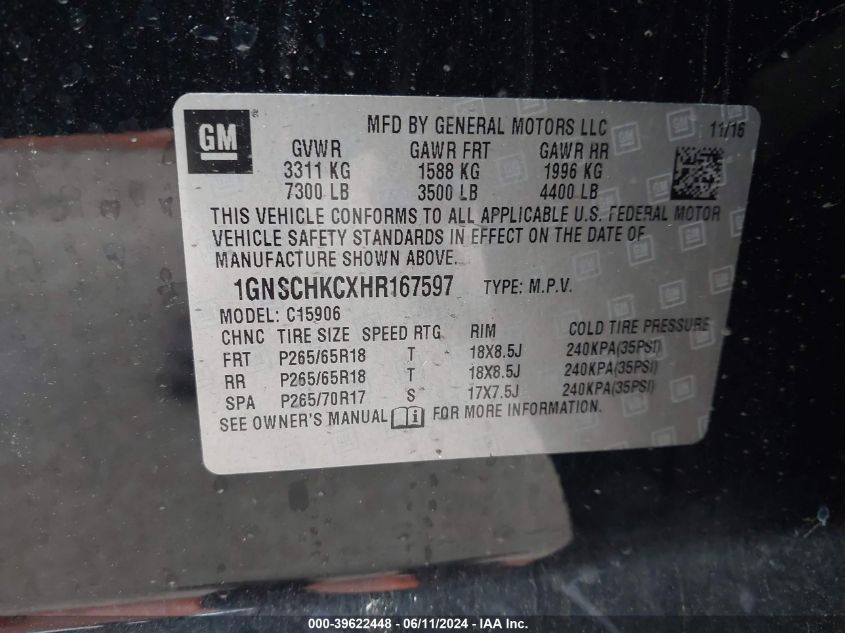 GM
MFD BY GENERAL MOTORS LLC 11/16
GVWR GAWR FRT GAWR RR
3311 KG 1588 KG 1996 KG
7300 LB 3500 LB 4400 LB
THIS VEHICLE CONFORMS TO ALL APPLICABLE U.S. FEDERAL MOTOR
VEHICLE SAFETY STANDARDS IN EFFECT ON THE DATE OF
MANUFACTURE SHOWN ABOVE.
1GNSCHKCXHR167597 TYPE: M.P.V.
MODEL: C15906
CHNC TIRE SIZE SPEED RTG RIM COLD TIRE PRESSURE
FRT P265/65R18 T 18X8.5J 240KPA(35PSI)
RR P265/65R18 T 18X8.5J 240KPA(35PSI)
SPA P265/70R17 S 17X7.5J 240KPA(35PSI)
SEE OWNER'S MANUAL FOR MORE INFORMATION.
000-39622448 - 06/11/2024 - IAA Inc.